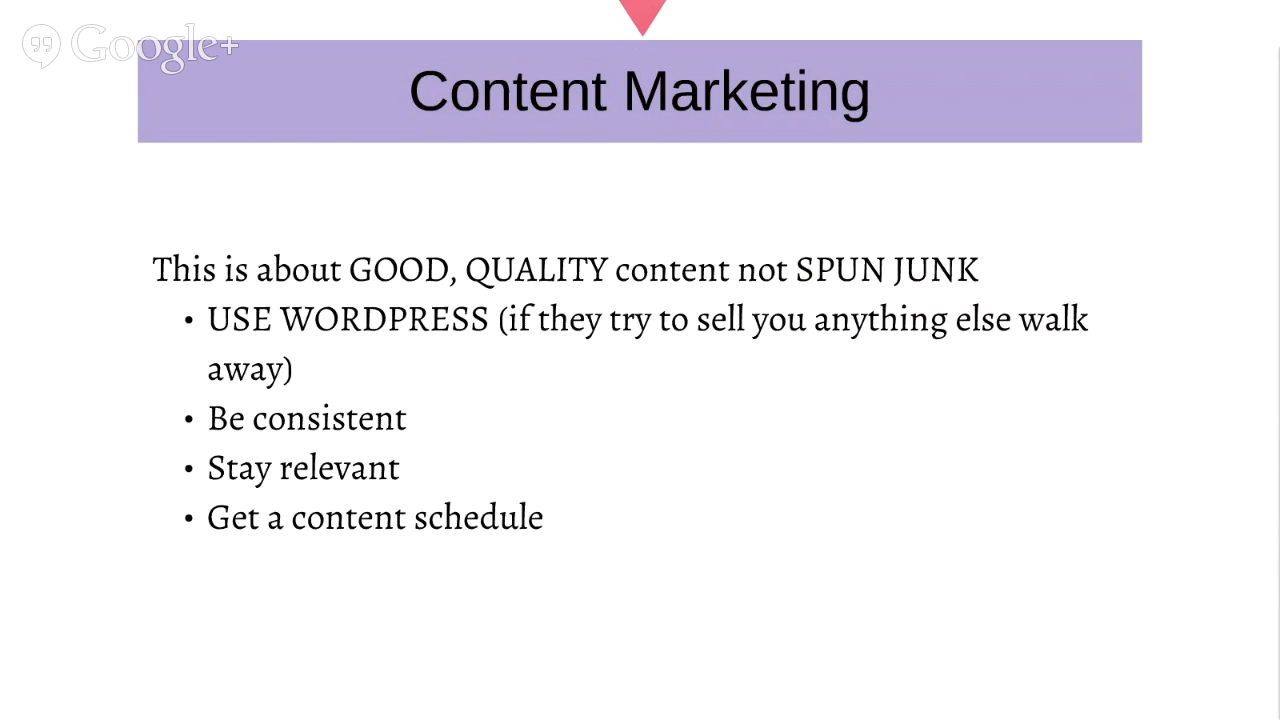 Google+
Content Marketing
This is about GOOD, QUALITY content not SPUN JUNK
• USE WORDPRESS (if they try to sell you anything else walk
away)
• Be consistent
• Stay relevant
• Get a content schedule